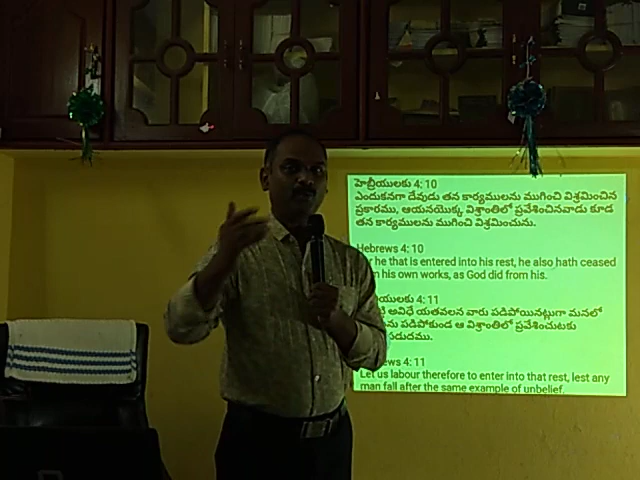 హెబ్రీయులకు 4: 10
ఎందుకనగా దేవుడు తన కార్యములను ముగించి విశ్రమించిన
ప్రకారము, ఆయనయొక్క విశ్రాంతిలో ప్రవేశించినవాడు కూడ
తన కార్యములను ముగించి విశ్రమించును.
Hebrews 4: 10
r he that is entered into his rest, he also hath ceased
m his own works, as God did from his.
యులకు 4: 11
అవిధే యతవలన వారు పడిపోయినట్లుగా మనలో
ను పడిపోకుండ ఆ విశ్రాంతిలో ప్రవేశించుటకు
పడుదము.
ews 4: 11
Let us labour therefore to enter into that rest, lest any
man fall after the same example of unbelief.